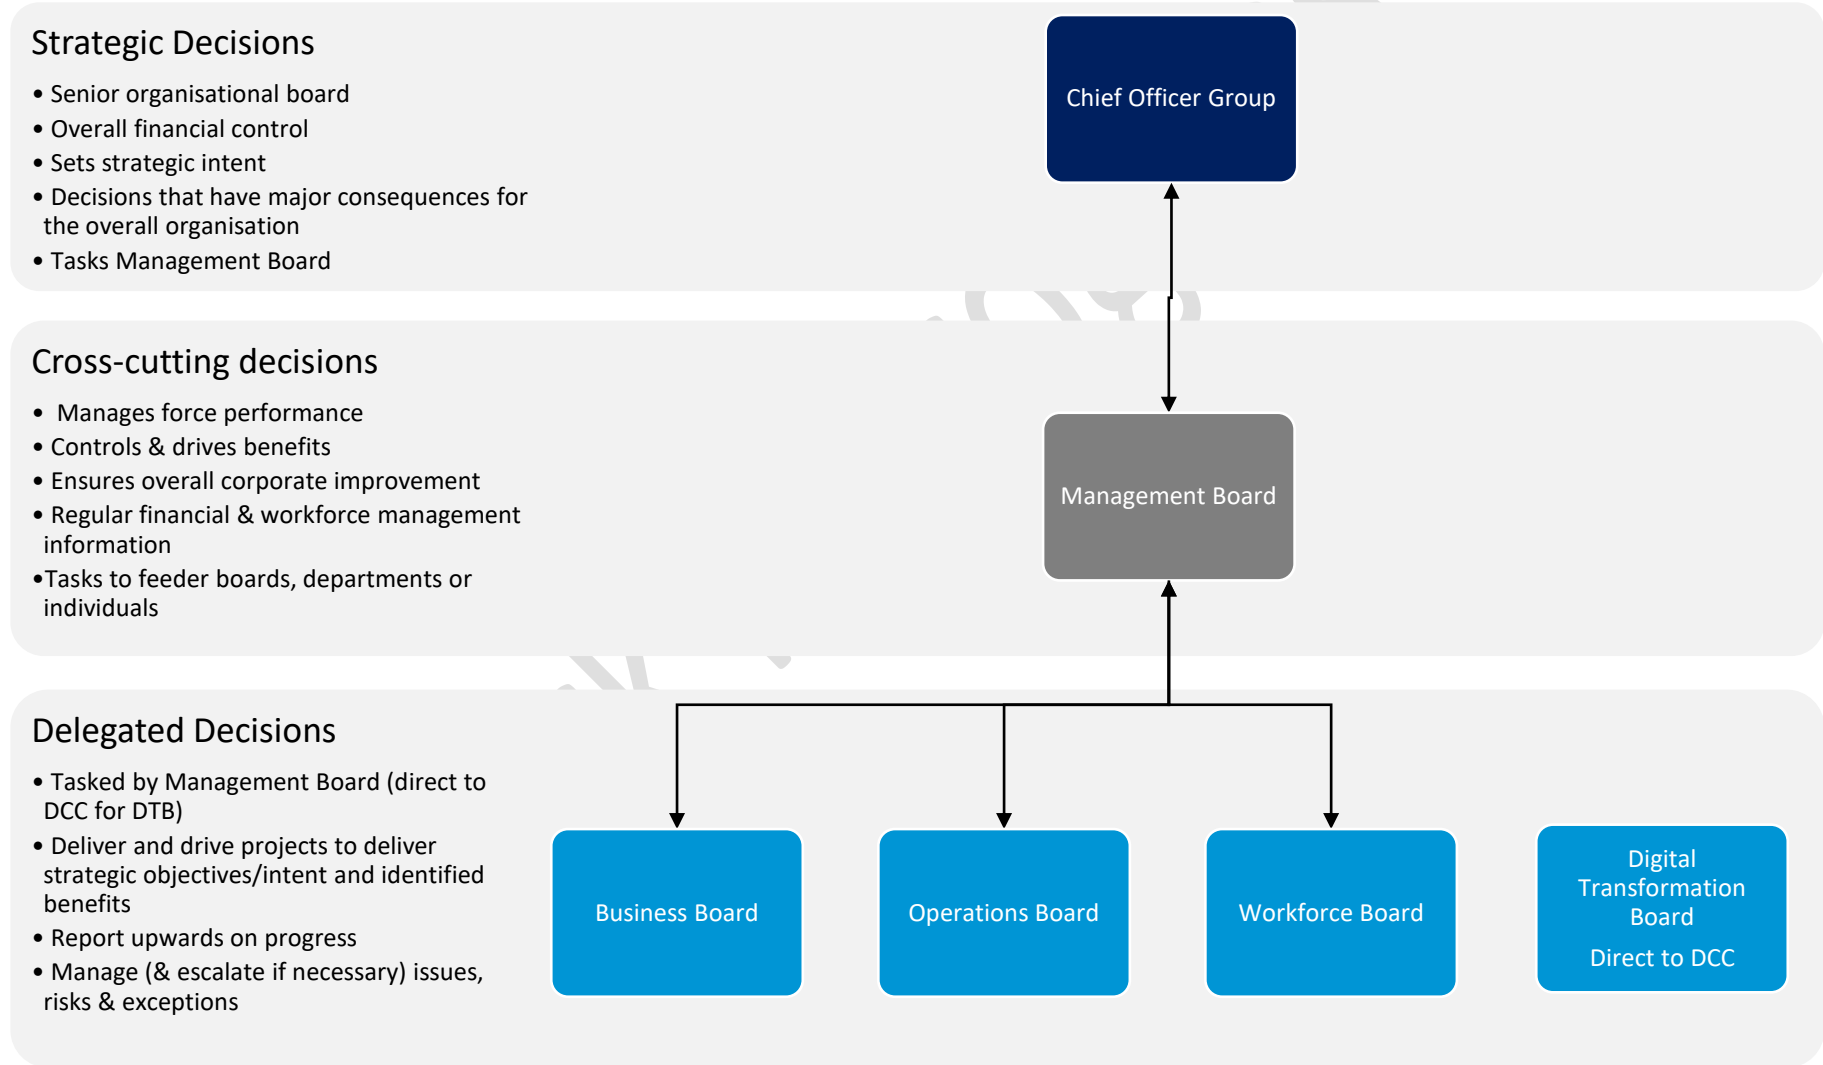 Strategic Decisions
• Senior organisational board
• Overall financial control
• Sets strategic intent
• Decisions that have major consequences for
the overall organisation
• Tasks Management Board
Chief Officer Group
Cross-cutting decisions
• Manages force performance
• Controls & drives benefits
• Ensures overall corporate improvement
• Regular financial & workforce management
information
•Tasks to feeder boards, departments or
individuals
Management Board
Delegated Decisions
• Tasked by Management Board (direct to
DCC for DTB)
• Deliver and drive projects to deliver
strategic objectives/intent and identified
benefits
• Report upwards on progress
• Manage (& escalate if necessary) issues,
risks & exceptions
Business Board
Operations Board
Workforce Board
Digital
Transformation
Board
Direct to DCC